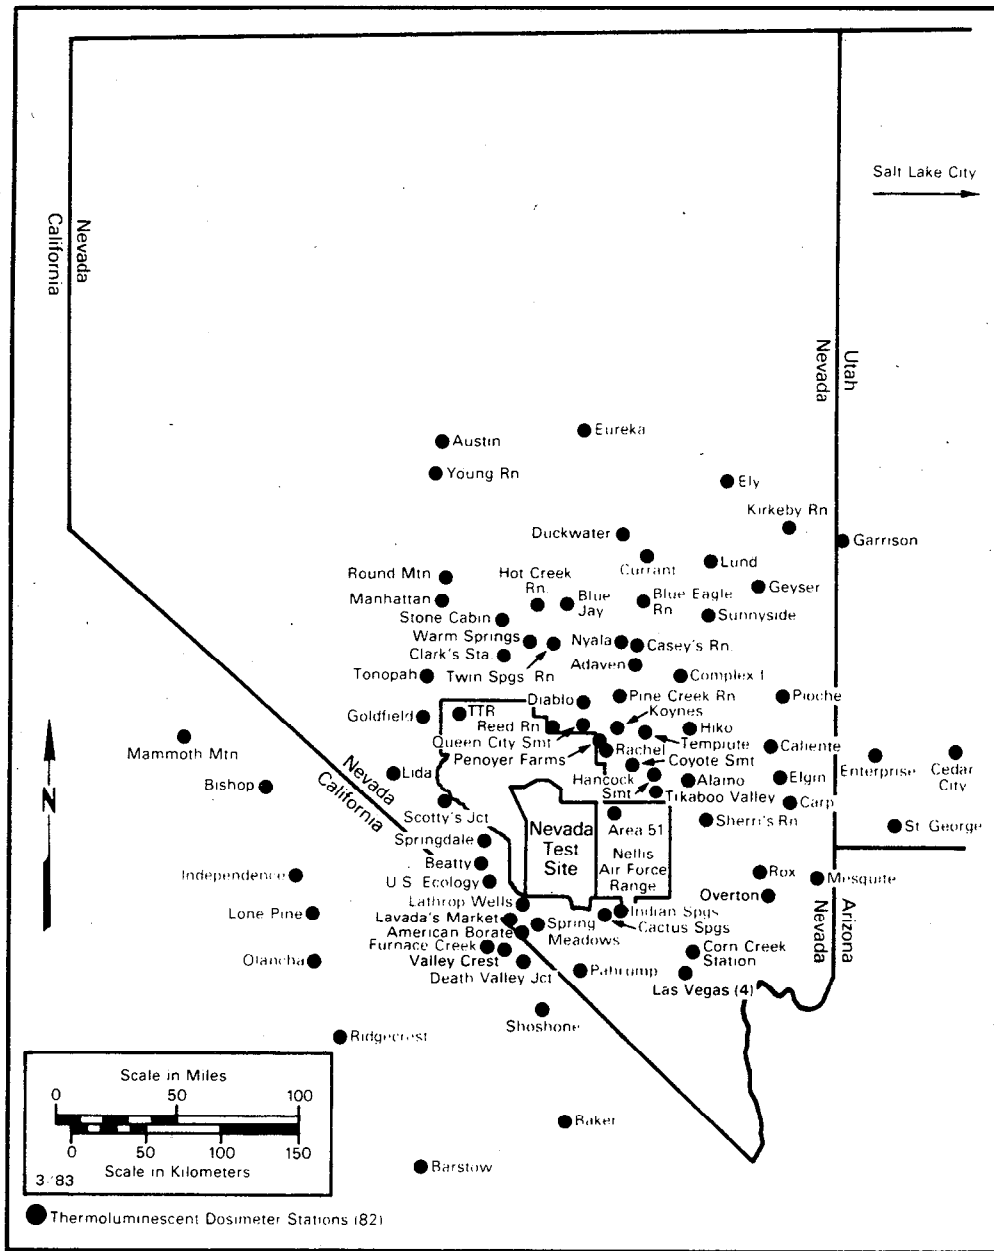 Salt Lake City
Nevada
California
Utah
Nevada
Austin
Eureka
Young Rn
Ely
Kirkeby Rn
Duckwater
Garrison
Currant
Lund
Round Mtn
Hot Creek
Rn.
Geyser
Manhattan
Blue
Jay
Blue Eagle
Rn
Stone Cabin
Sunnyside
Warm Springs
Nyala
Casey's Rn.
Clark's Sta.
Adaven
Twin Spgs Rn
Tonopah
Complex I
Diablo
Pine Creek Rn
Pioche
Koynes
TTR
Goldfield
Reed Rn
Hiko
Queen City Smt
Tempiute
Mammoth Mtn
Penoyer Farms
Rachel
Coyote Smt
Caliente
Enterprise
Cedar
City
Nevada
California
Lida
Hancock
Smt
Alamo
Elgin
Bishop
Tikaboo Valley
Carp
N
Scotty's Jct
Area 51
Sherri's Rn
St George
Nevada
Test
Site
Springdale
Nellis
Air Force
Range
Beatty
Independence
U S Ecology
Rox
Mesquite
Lathrop Wells
Overton
Lone Pine
Lavada's Market
Indian Spgs
American Borate
Spring
Meadows
Cactus Spgs
Nevada
Arizona
Furnace Creek
Corn Creek
Station
Olancha
Valley Crest
Death Valley Jct
Pahrump
Las Vegas (4)
Shoshone
Ridgecrest
Scale in Miles
0 50 100
Baker
0 50 100 150
Scale in Kilometers
3-'83
Barstow
Thermoluminescent Dosimeter Stations (82)